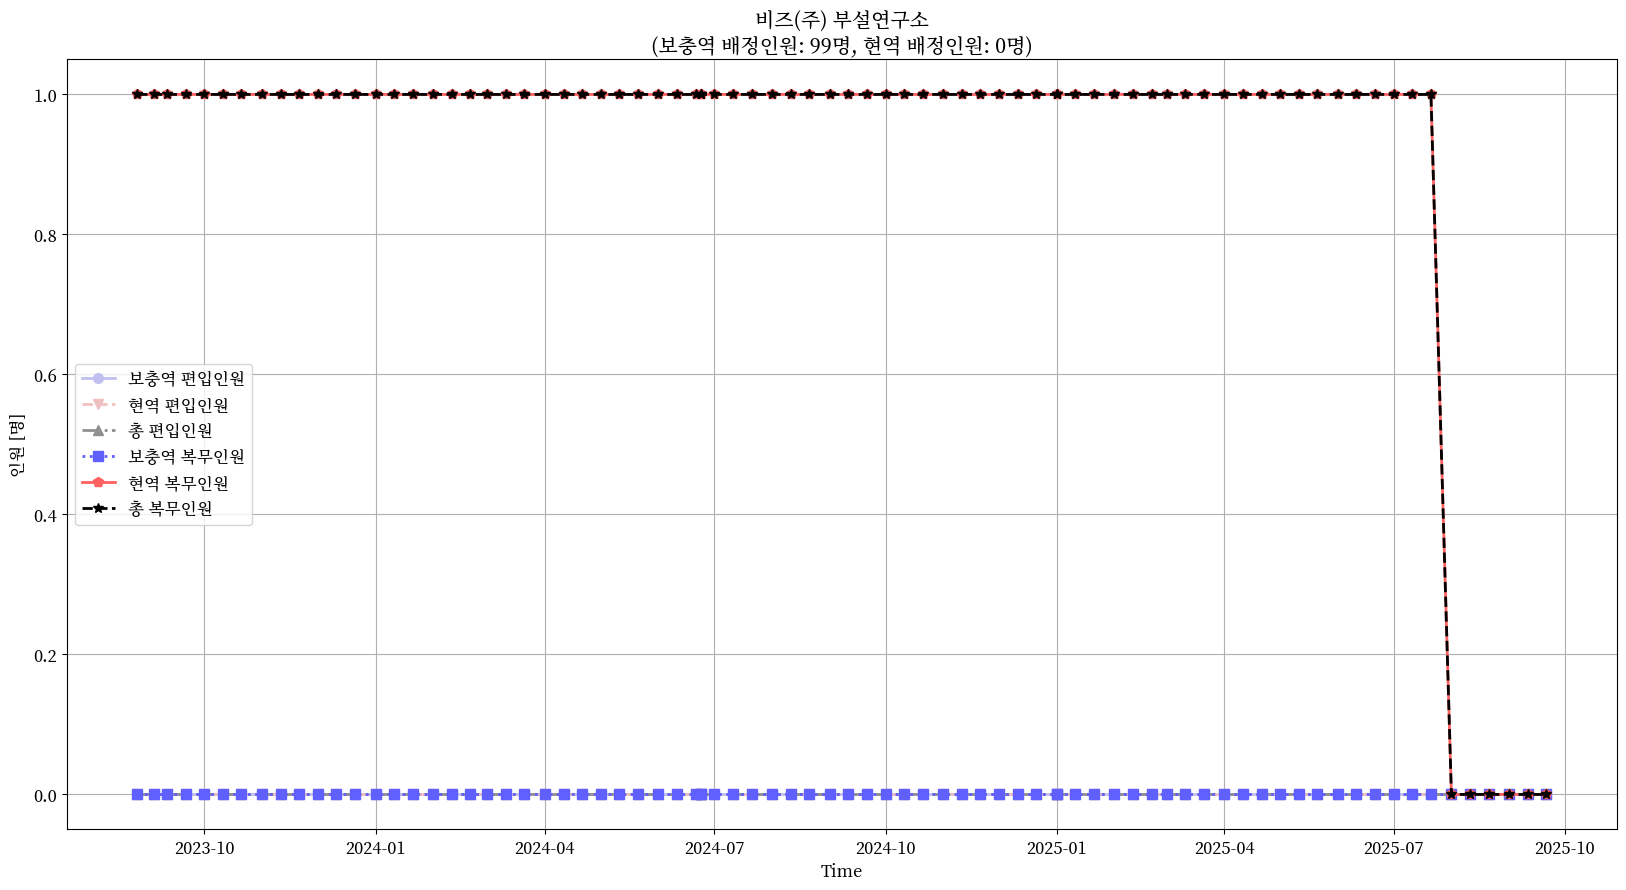 비즈(주) 부설연구소
(보충역 배정인원: 99명, 현역 배정인원: 0명)
인원 [명]
1.0
0.8
0.6
0.4
0.2
0.0
보충역 편입인원
현역 편입인원
총 편입인원
보충역 복무인원
현역 복무인원
총 복무인원
2023-10
2024-01
2024-04
2024-07
2024-10
2025-01
2025-04
2025-07
2025-10
Time